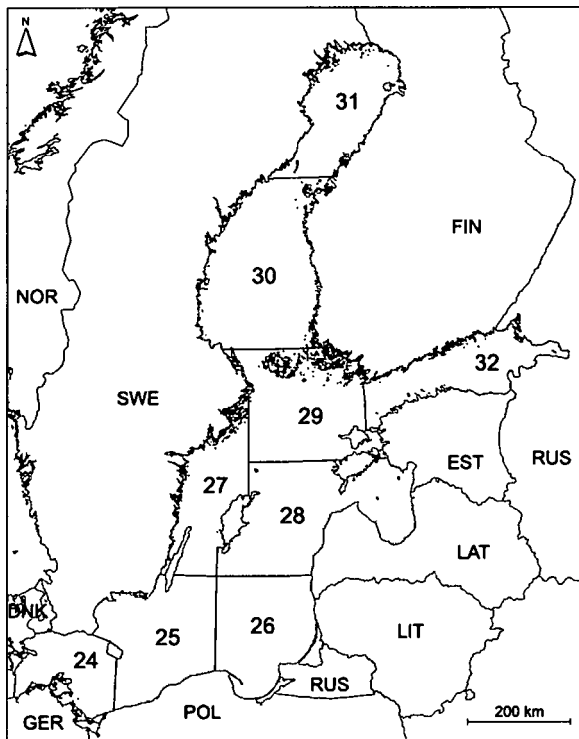 N
31
FIN
30
NOR
32
SWE
29
EST
RUS
27
28
LAT
DNK
25
26
LIT
24
RUS
GER
POL
200 km